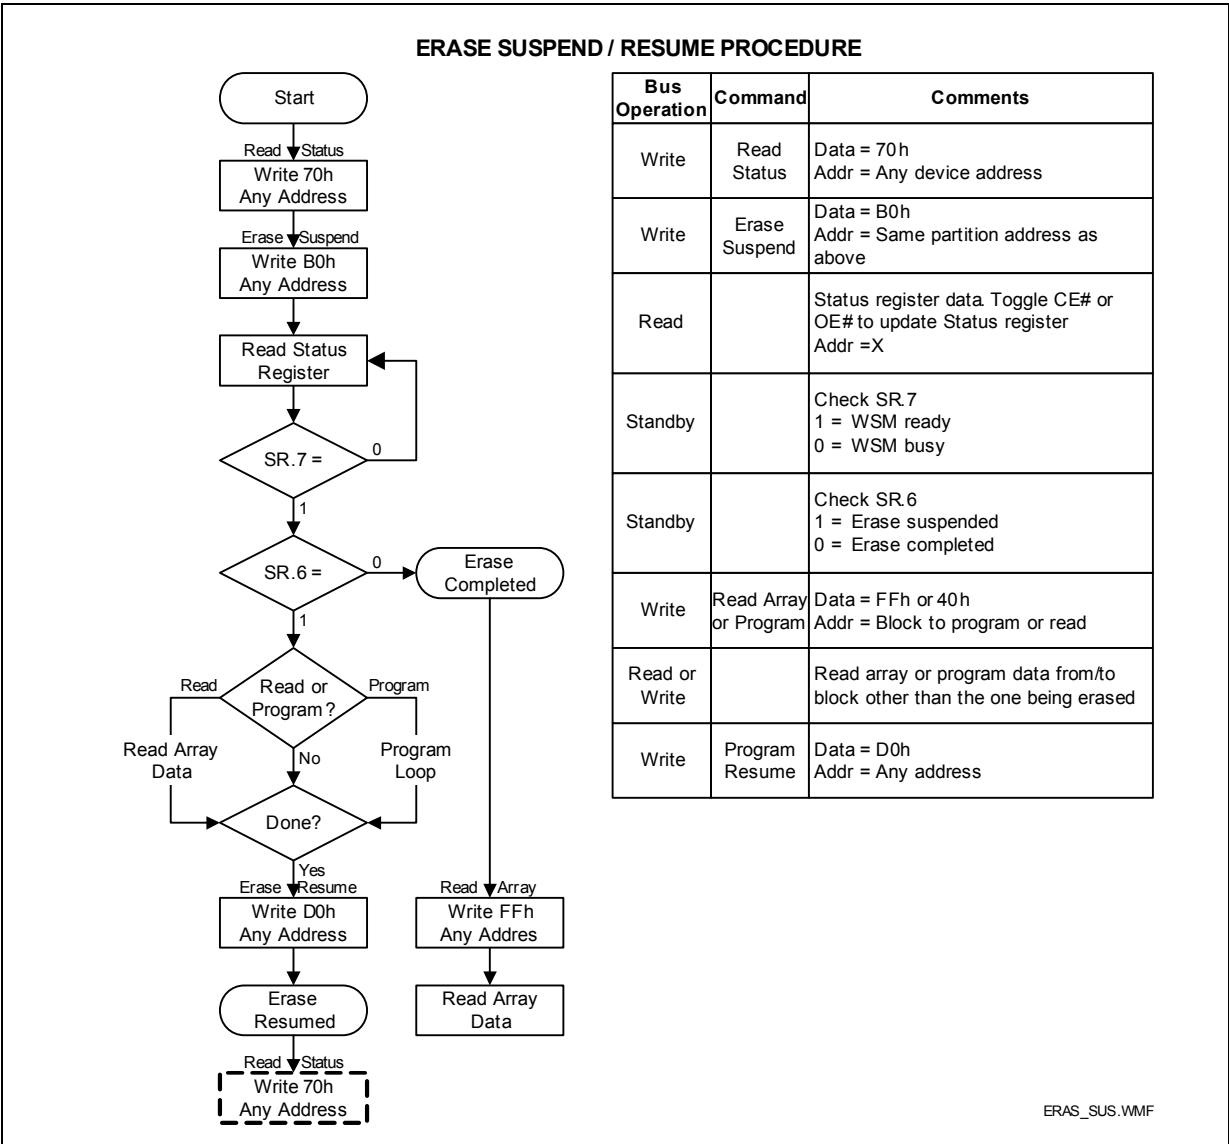 ERASE SUSPEND / RESUME PROCEDURE
Start
Read Status
Write 70h
Any Address
Erase Suspend
Write B0h
Any Address
Read Status
Register
SR.7 =
0
1
SR.6 =
0
Erase
Completed
1
Read or
Program?
Read
Program
Read Array
Data
No
Program
Loop
Done?
Yes
Erase Resume
Write D0h
Any Address
Read Array
Write FFh
Any Addres
Erase
Resumed
Read Array
Data
Read Status
Write 70h
Any Address
Bus
Operation
Command
Comments
Write
Read
Status
Data = 70h
Addr = Any device address
Write
Erase
Suspend
Data = B0h
Addr = Same partition address as
above
Read
Status register data. Toggle CE# or
OE# to update Status register
Addr =X
Standby
Check SR.7
1 = WSM ready
0 = WSM busy
Standby
Check SR.6
1 = Erase suspended
0 = Erase completed
Write
Read Array
or Program
Data = FFh or 40h
Addr = Block to program or read
Read or
Write
Read array or program data from/to
block other than the one being erased
Write
Program
Resume
Data = D0h
Addr = Any address
ERAS_SUS.WMF